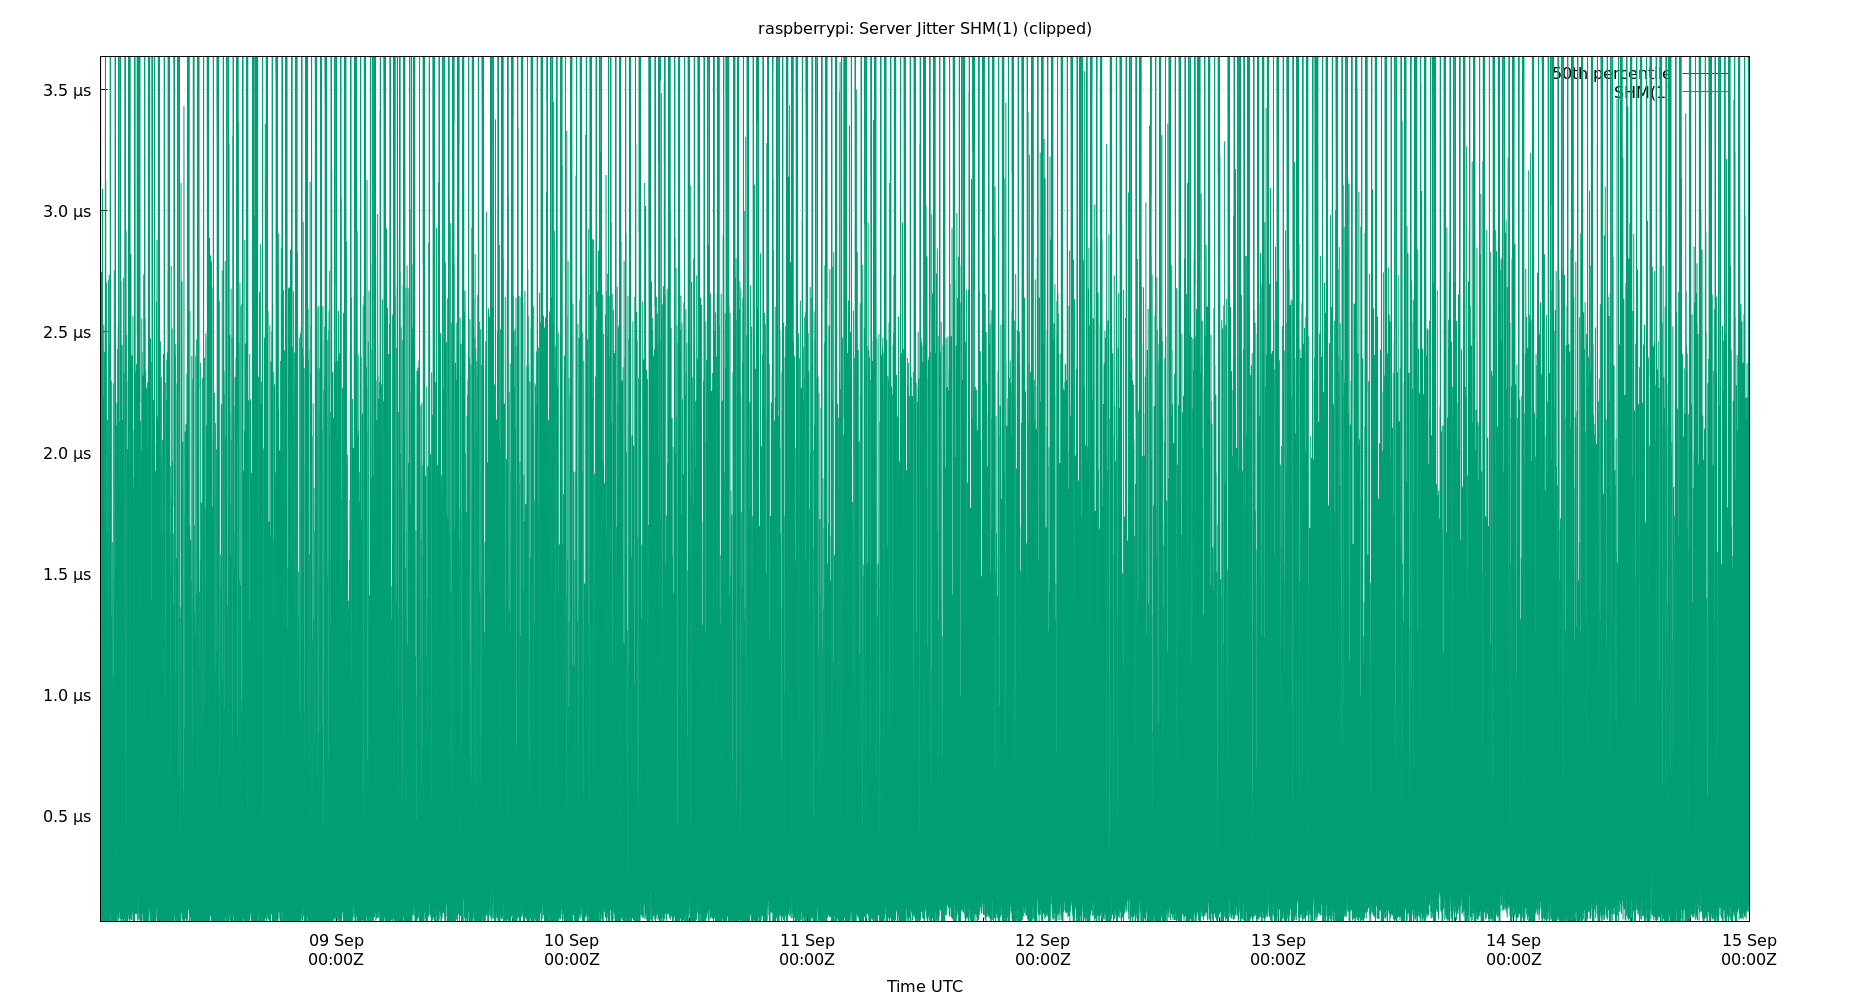 raspberrypi: Server Jitter SHM(1) (clipped)
50th percentile
SHM(1)
3.5 µs
3.0 µs
2.5 µs
2.0 µs
1.5 µs
1.0 µs
0.5 µs
09 Sep
00:00Z
10 Sep
00:00Z
11 Sep
00:00Z
12 Sep
00:00Z
13 Sep
00:00Z
14 Sep
00:00Z
15 Sep
00:00Z
Time UTC